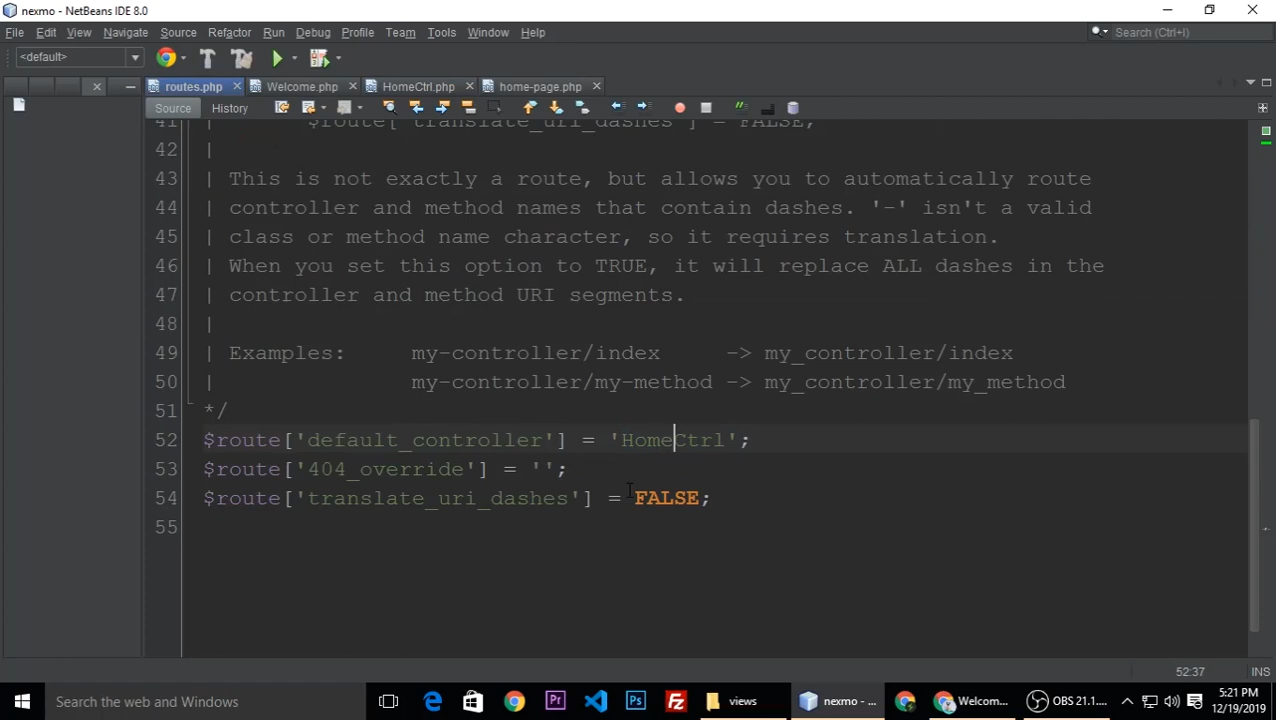 nexmo - NetBeans IDE 8.0
File Edit View Navigate Source Refactor Run Debug Profile Team Tools Window Help
Search (Ctrl+I)
<default>
routes.php Welcome.php HomeCtrl.php home-page.php
Source History
41 | $route['translate_uri_dashes'] = FALSE;
42 |
43 | This is not exactly a route, but allows you to automatically route
44 | controller and method names that contain dashes. '-' isn't a valid
45 | class or method name character, so it requires translation.
46 | When you set this option to TRUE, it will replace ALL dashes in the
47 | controller and method URI segments.
48 |
49 | Examples: my-controller/index -> my_controller/index
50 | my-controller/my-method -> my_controller/my_method
51 */
52 $route['default_controller'] = 'HomeCtrl';
53 $route['404_override'] = '';
54 $route['translate_uri_dashes'] = FALSE;
55
52:37 INS
Search the web and Windows
views
nexmo - ...
Welcom...
OBS 21.1....
5:21 PM
12/19/2019